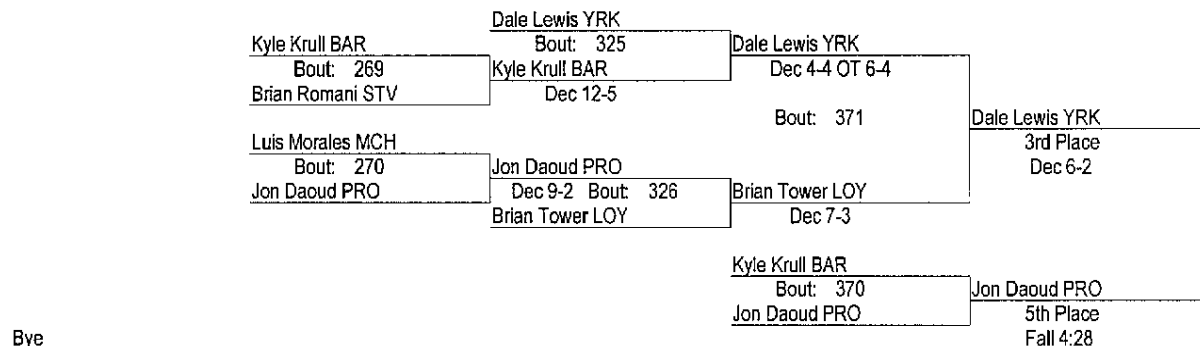 Dale Lewis YRK
Kyle Krull BAR
Bout: 325
Dale Lewis YRK
Bout: 269
Kyle Krull BAR
Dec 4-4 OT 6-4
Brian Romani STV
Dec 12-5
Bout: 371
Dale Lewis YRK
Luis Morales MCH
3rd Place
Bout: 270
Jon Daoud PRO
Dec 6-2
Jon Daoud PRO
Dec 9-2 Bout: 326
Brian Tower LOY
Brian Tower LOY
Dec 7-3
Kyle Krull BAR
Bout: 370
Jon Daoud PRO
Jon Daoud PRO
5th Place
Bye
Fall 4:28